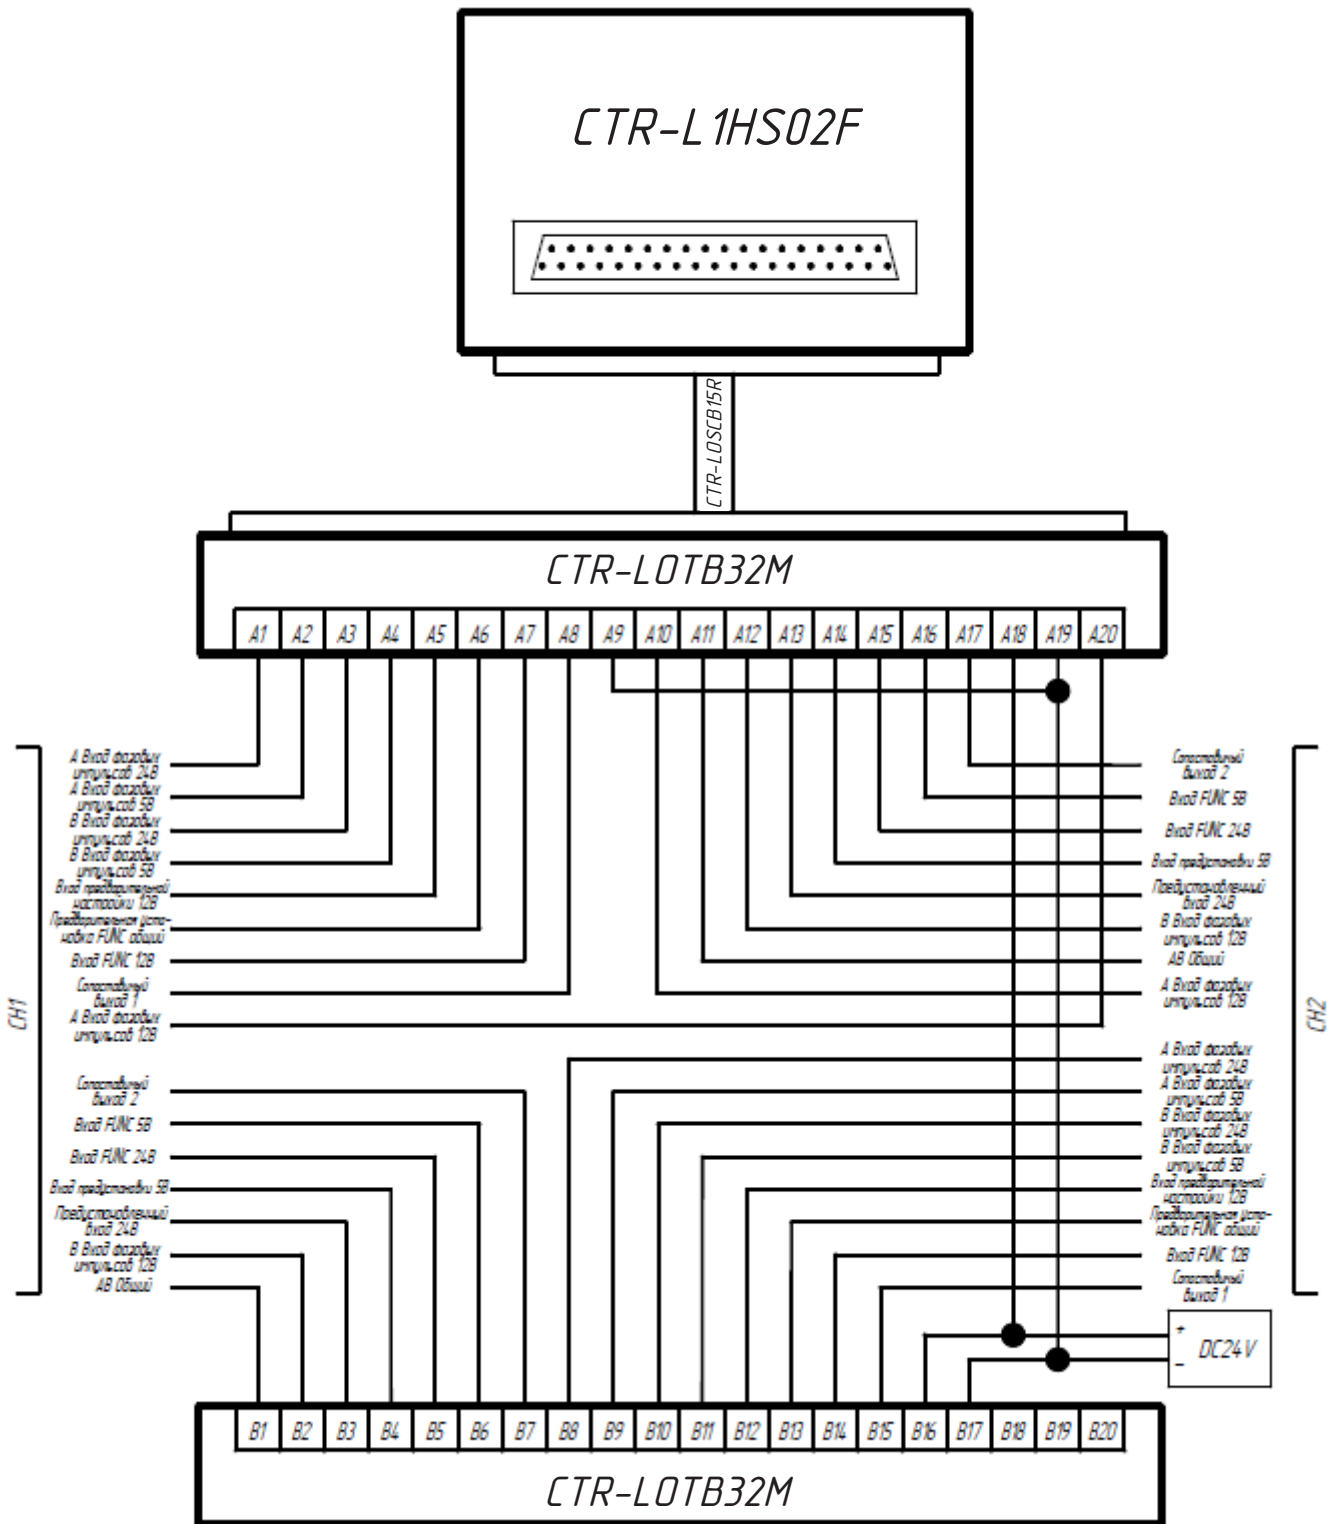 CTR-L1HS02F
CTR-LOSCB15R
CTR-LOTB32M
A1 A2 A3 A4 A5 A6 A7 A8 A9 A10 A11 A12 A13 A14 A15 A16 A17 A18 A19 A20
CH1
А Вход фазовых
импульсов 24В
А Вход фазовых
импульсов 5В
В Вход фазовых
импульсов 24В
В Вход фазовых
импульсов 5В
Вход предварительной
настройки 12В
Предварительная уста-
новка FUNC общий
Вход FUNC 12В
Сопоставимый
выход 1
А Вход фазовых
импульсов 12В
Сопоставимый
выход 2
Вход FUNC 5В
Вход FUNC 24В
Вход предустановки 5В
Предустановленный
вход 24В
В Вход фазовых
импульсов 12В
АВ Общий
Сопоставимый
выход 2
Вход FUNC 5В
Вход FUNC 24В
Вход предустановки 5В
Предустановленный
вход 24В
В Вход фазовых
импульсов 12В
АВ Общий
А Вход фазовых
импульсов 12В
А Вход фазовых
импульсов 24В
А Вход фазовых
импульсов 5В
В Вход фазовых
импульсов 24В
В Вход фазовых
импульсов 5В
Вход предварительной
настройки 12В
Предварительная уста-
новка FUNC общий
Вход FUNC 12В
Сопоставимый
выход 1
CH2
+
DC24V
−
B1 B2 B3 B4 B5 B6 B7 B8 B9 B10 B11 B12 B13 B14 B15 B16 B17 B18 B19 B20
CTR-LOTB32M